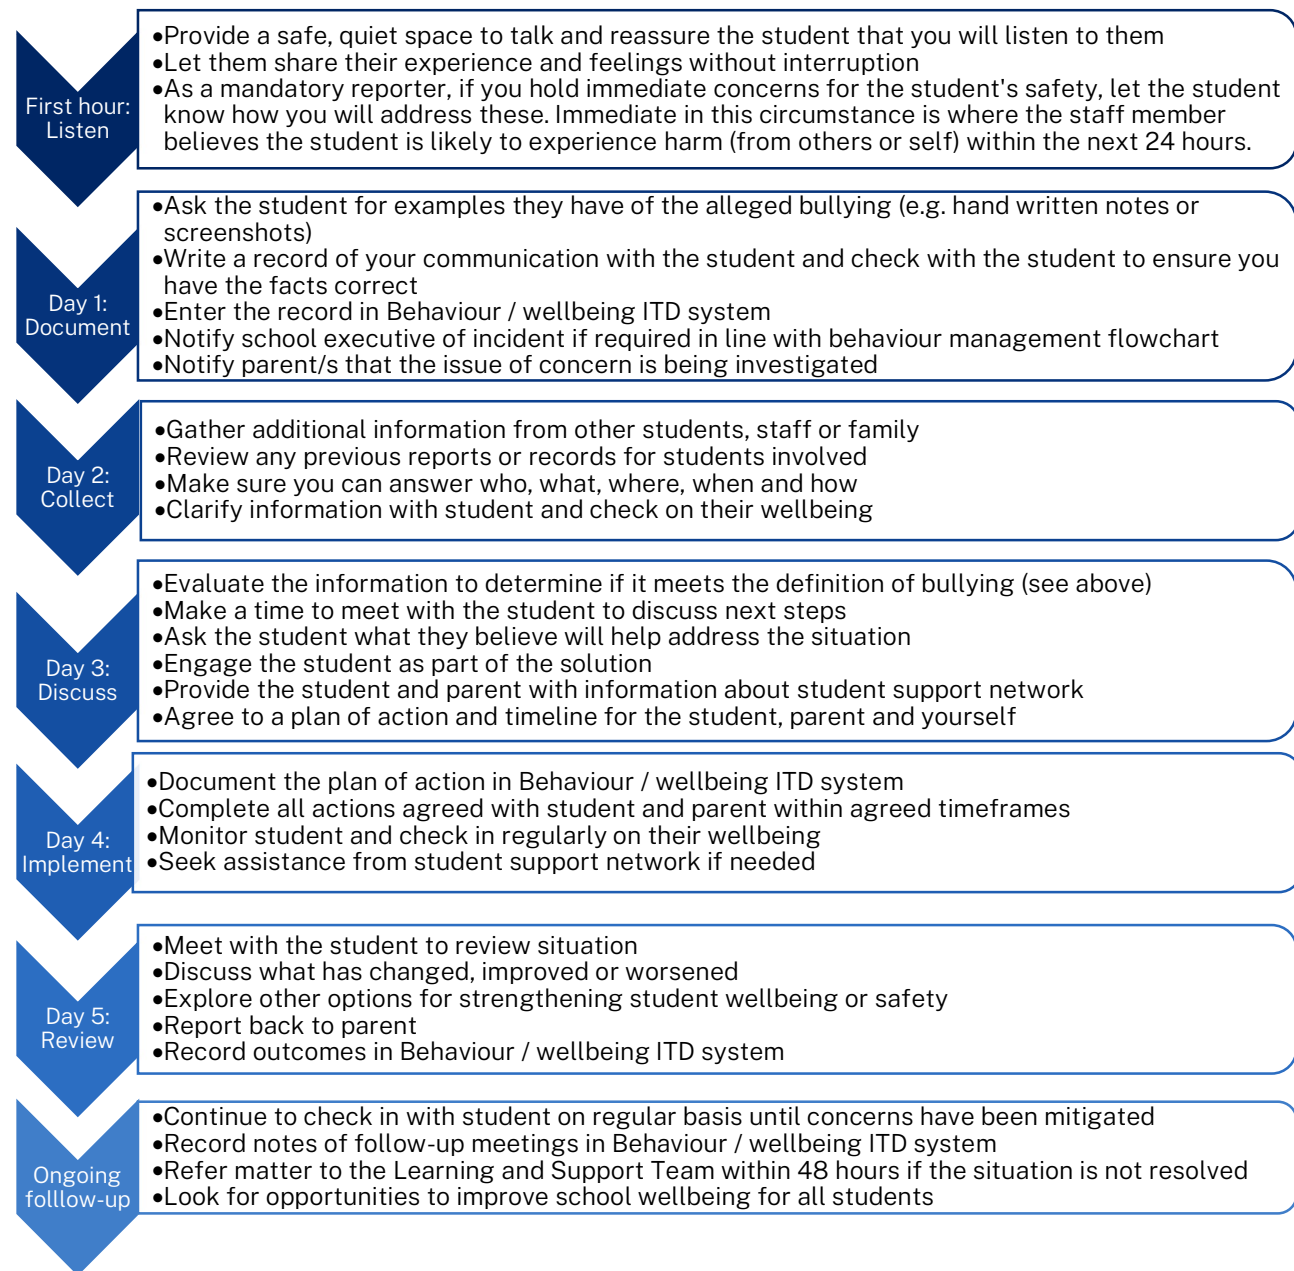 First hour:
Listen
•Provide a safe, quiet space to talk and reassure the student that you will listen to them
•Let them share their experience and feelings without interruption
•As a mandatory reporter, if you hold immediate concerns for the student's safety, let the student
know how you will address these. Immediate in this circumstance is where the staff member
believes the student is likely to experience harm (from others or self) within the next 24 hours.
Day 1:
Document
•Ask the student for examples they have of the alleged bullying (e.g. hand written notes or
screenshots)
•Write a record of your communication with the student and check with the student to ensure you
have the facts correct
•Enter the record in Behaviour / wellbeing ITD system
•Notify school executive of incident if required in line with behaviour management flowchart
•Notify parent/s that the issue of concern is being investigated
Day 2:
Collect
•Gather additional information from other students, staff or family
•Review any previous reports or records for students involved
•Make sure you can answer who, what, where, when and how
•Clarify information with student and check on their wellbeing
Day 3:
Discuss
•Evaluate the information to determine if it meets the definition of bullying (see above)
•Make a time to meet with the student to discuss next steps
•Ask the student what they believe will help address the situation
•Engage the student as part of the solution
•Provide the student and parent with information about student support network
•Agree to a plan of action and timeline for the student, parent and yourself
Day 4:
Implement
•Document the plan of action in Behaviour / wellbeing ITD system
•Complete all actions agreed with student and parent within agreed timeframes
•Monitor student and check in regularly on their wellbeing
•Seek assistance from student support network if needed
Day 5:
Review
•Meet with the student to review situation
•Discuss what has changed, improved or worsened
•Explore other options for strengthening student wellbeing or safety
•Report back to parent
•Record outcomes in Behaviour / wellbeing ITD system
Ongoing
folllow-up
•Continue to check in with student on regular basis until concerns have been mitigated
•Record notes of follow-up meetings in Behaviour / wellbeing ITD system
•Refer matter to the Learning and Support Team within 48 hours if the situation is not resolved
•Look for opportunities to improve school wellbeing for all students